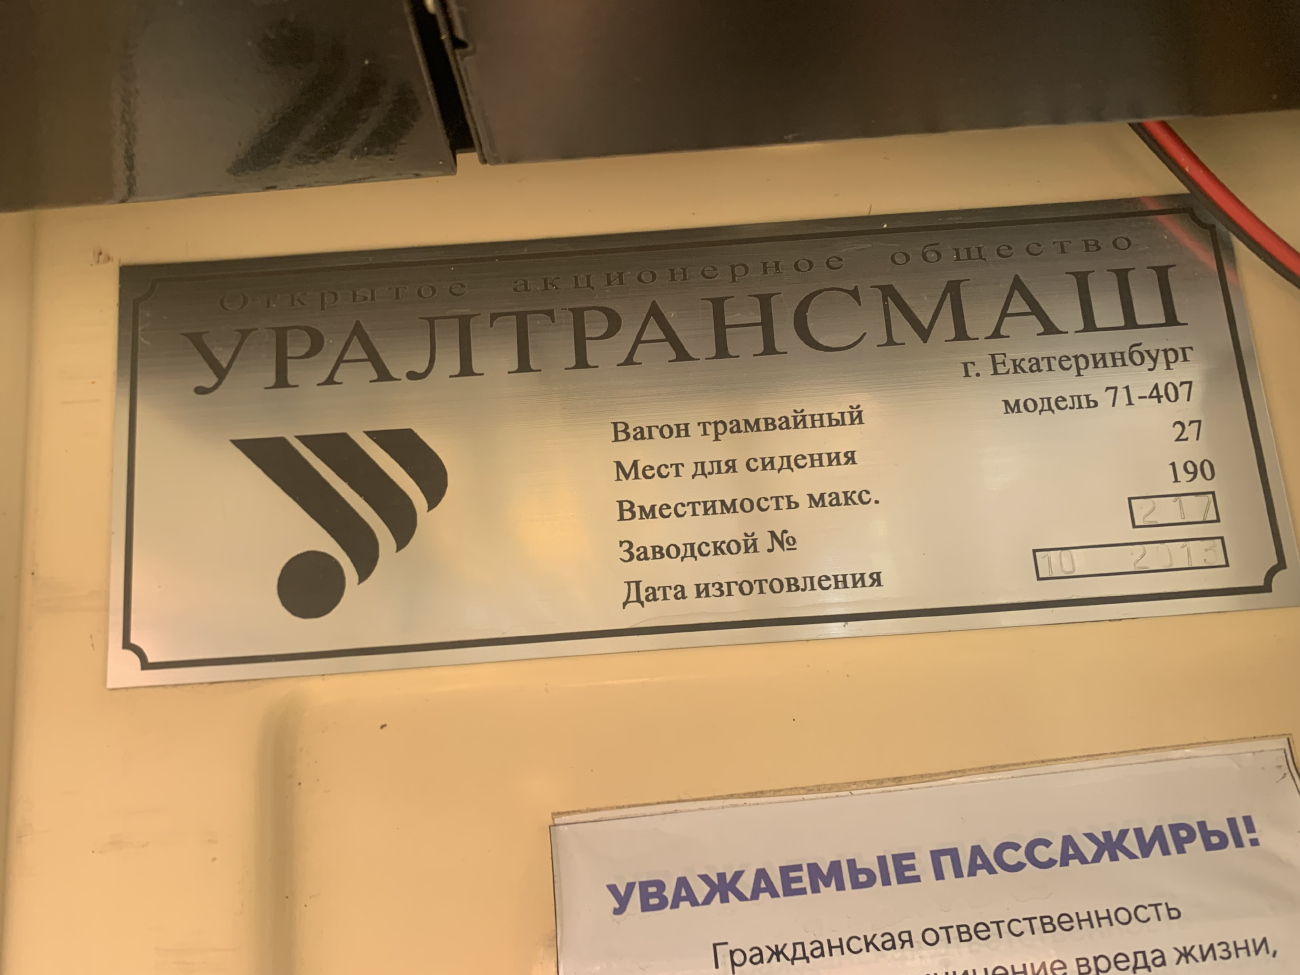 Открытое акционерное общество
УРАЛТРАНСМАШ
г. Екатеринбург
Вагон трамвайный модель 71-407
Мест для сидения 27
Вместимость макс. 190
Заводской № 217
Дата изготовления 10 2013
УВАЖАЕМЫЕ ПАССАЖИРЫ!
Гражданская ответственность
вреда жизни,